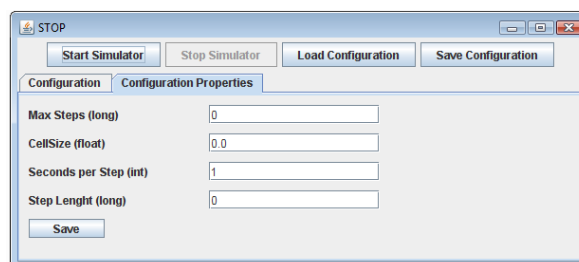 STOP
Start Simulator Stop Simulator Load Configuration Save Configuration
Configuration Configuration Properties
Max Steps (long) 0
CellSize (float) 0.0
Seconds per Step (int) 1
Step Lenght (long) 0
Save